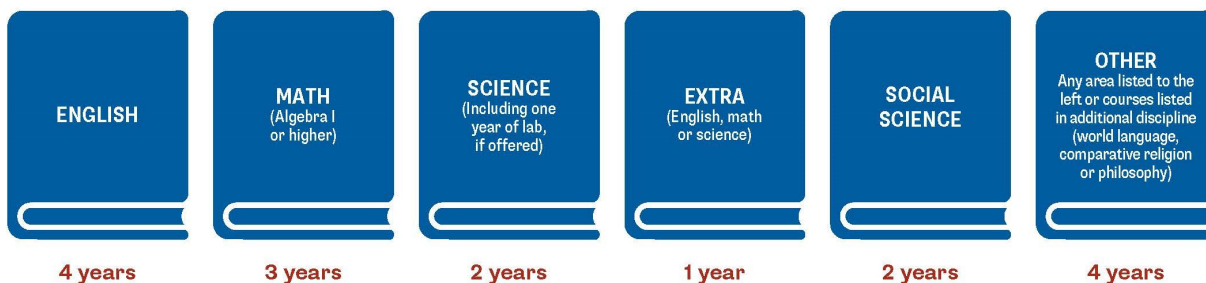 ENGLISH
MATH
(Algebra I
or higher)
SCIENCE
(Including one
year of lab,
if offered)
EXTRA
(English, math
or science)
SOCIAL
SCIENCE
OTHER
Any area listed to the
left or courses listed
in additional discipline
(world language,
comparative religion
or philosophy)
4 years
3 years
2 years
1 year
2 years
4 years